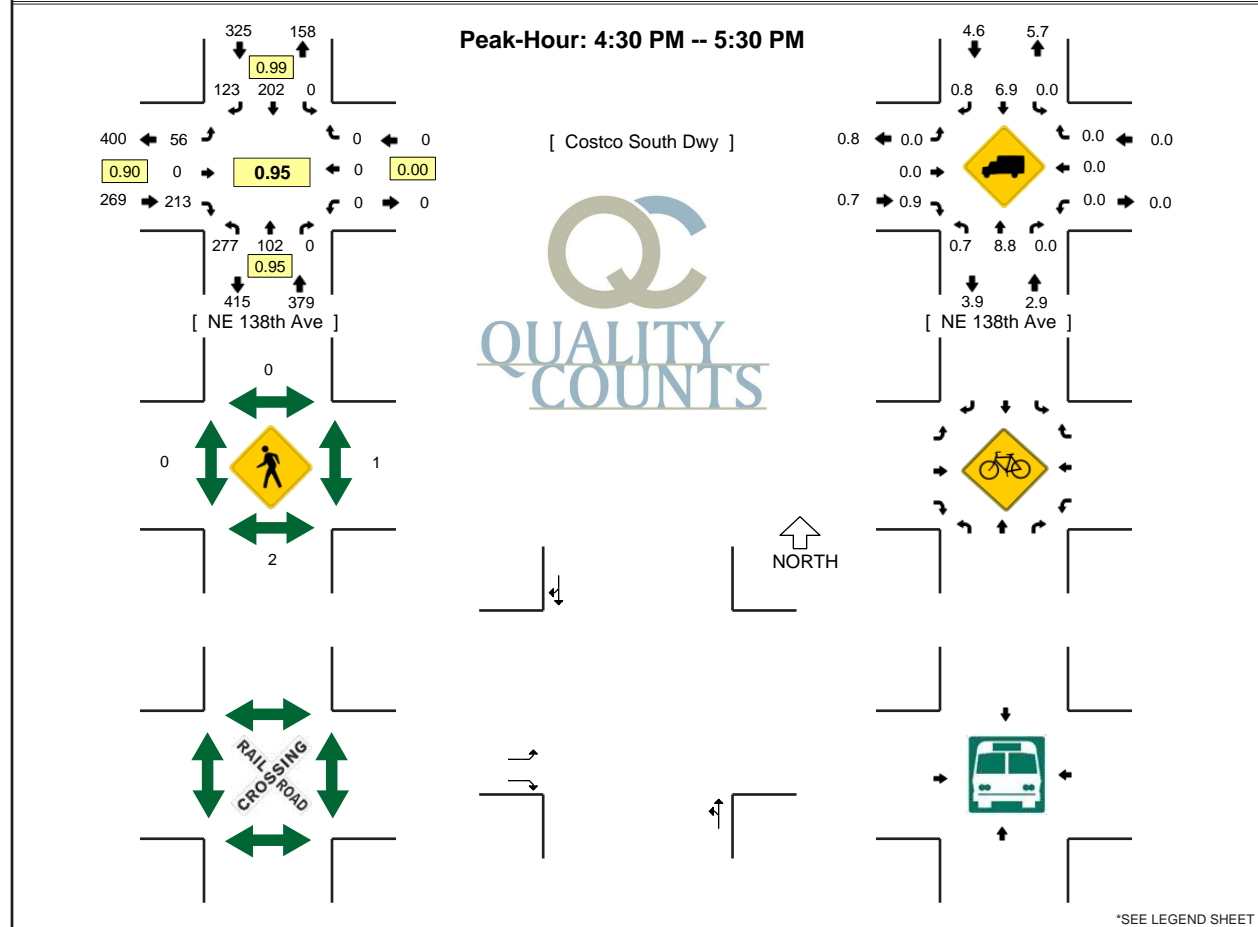 Peak-Hour: 4:30 PM -- 5:30 PM
325 158
0.99
123 202 0
400 56 0 0
0.90 0 0.95 0 0.00
269 213 0 0
277 102 0
0.95
415 379
[ NE 138th Ave ]
[ Costco South Dwy ]
QC
QUALITY
COUNTS
4.6 5.7
0.8 6.9 0.0
0.8 0.0 0.0 0.0
0.0 0.0
0.7 0.9 0.0 0.0
0.7 8.8 0.0
3.9 2.9
[ NE 138th Ave ]
0
0 1
2
NORTH
RAIL ROAD
CROSSING
*SEE LEGEND SHEET